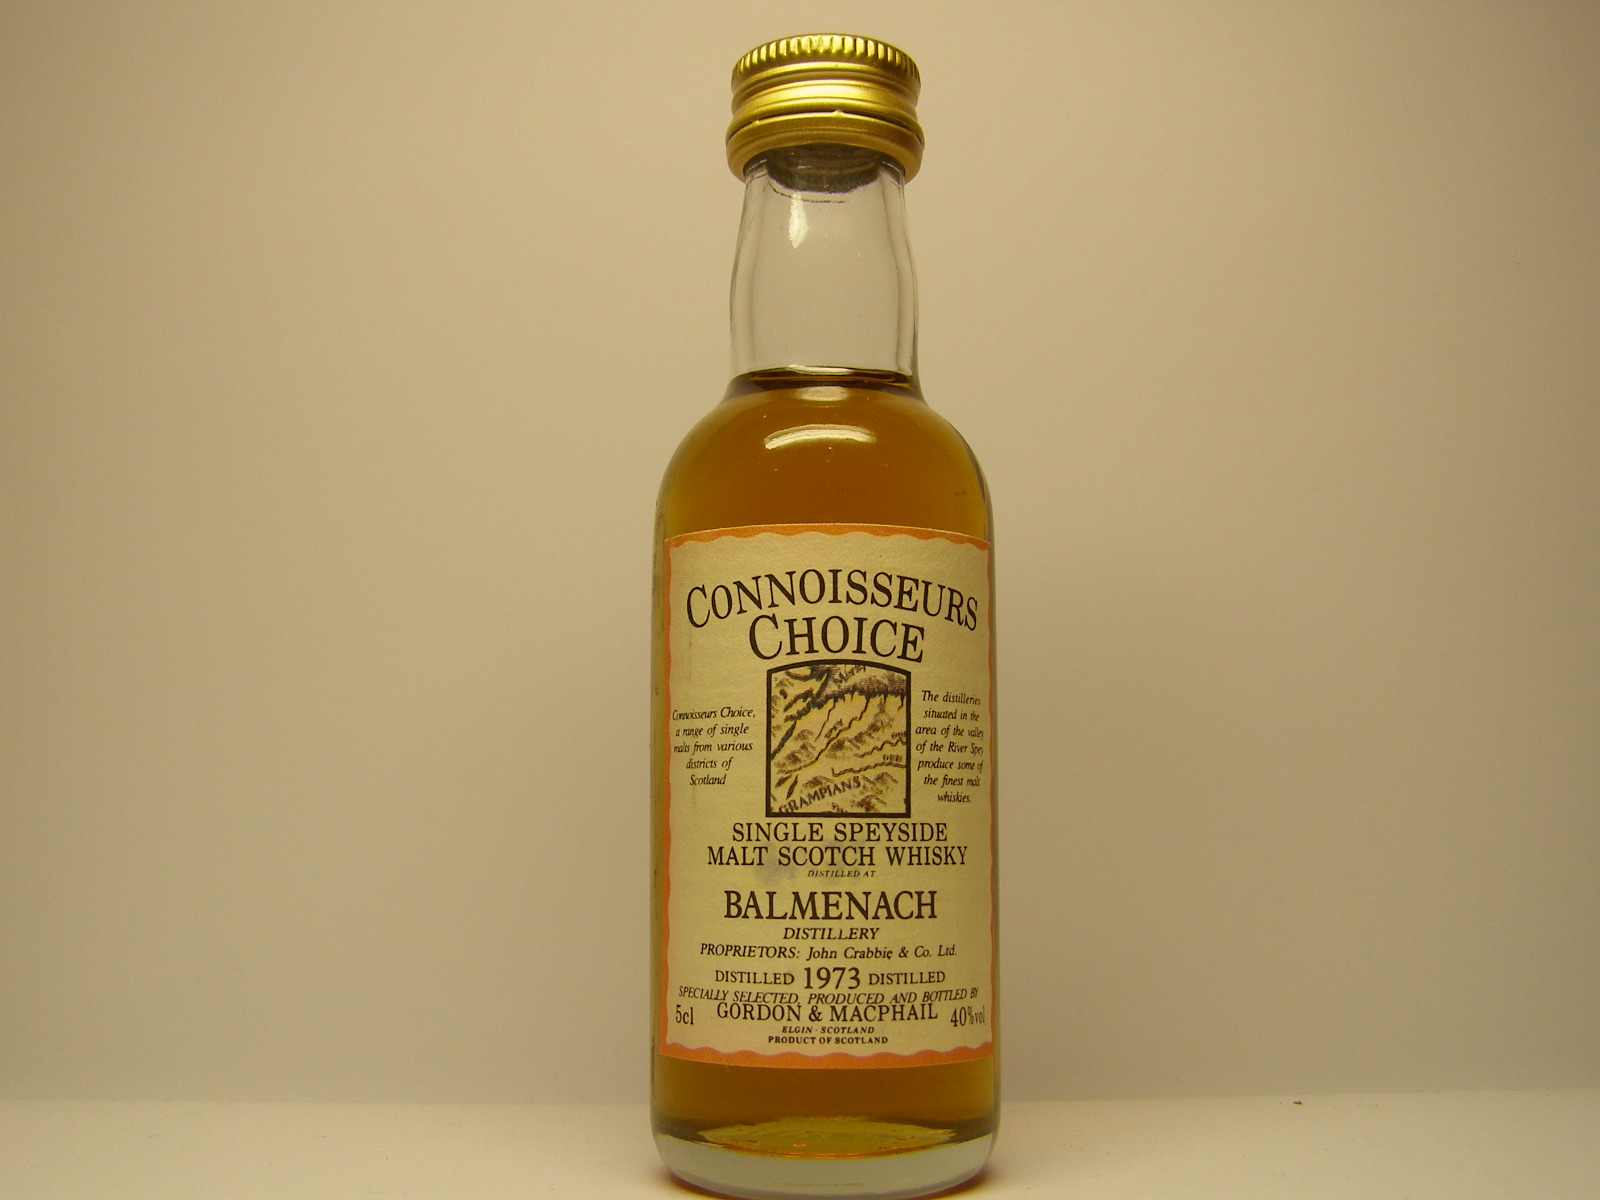 CONNOISSEURS
CHOICE
Connoisseurs Choice,
a range of single
malts from various
districts of
Scotland
The distilleries
situated in the
area of the valley
of the River Spey
produce some of
the finest malt
whiskies.
GRAMPIANS
SINGLE SPEYSIDE
MALT SCOTCH WHISKY
DISTILLED AT
BALMENACH
DISTILLERY
PROPRIETORS: John Crabbie & Co. Ltd.
DISTILLED 1973 DISTILLED
SPECIALLY SELECTED, PRODUCED AND BOTTLED BY
5cl GORDON & MACPHAIL 40%vol
ELGIN · SCOTLAND
PRODUCT OF SCOTLAND